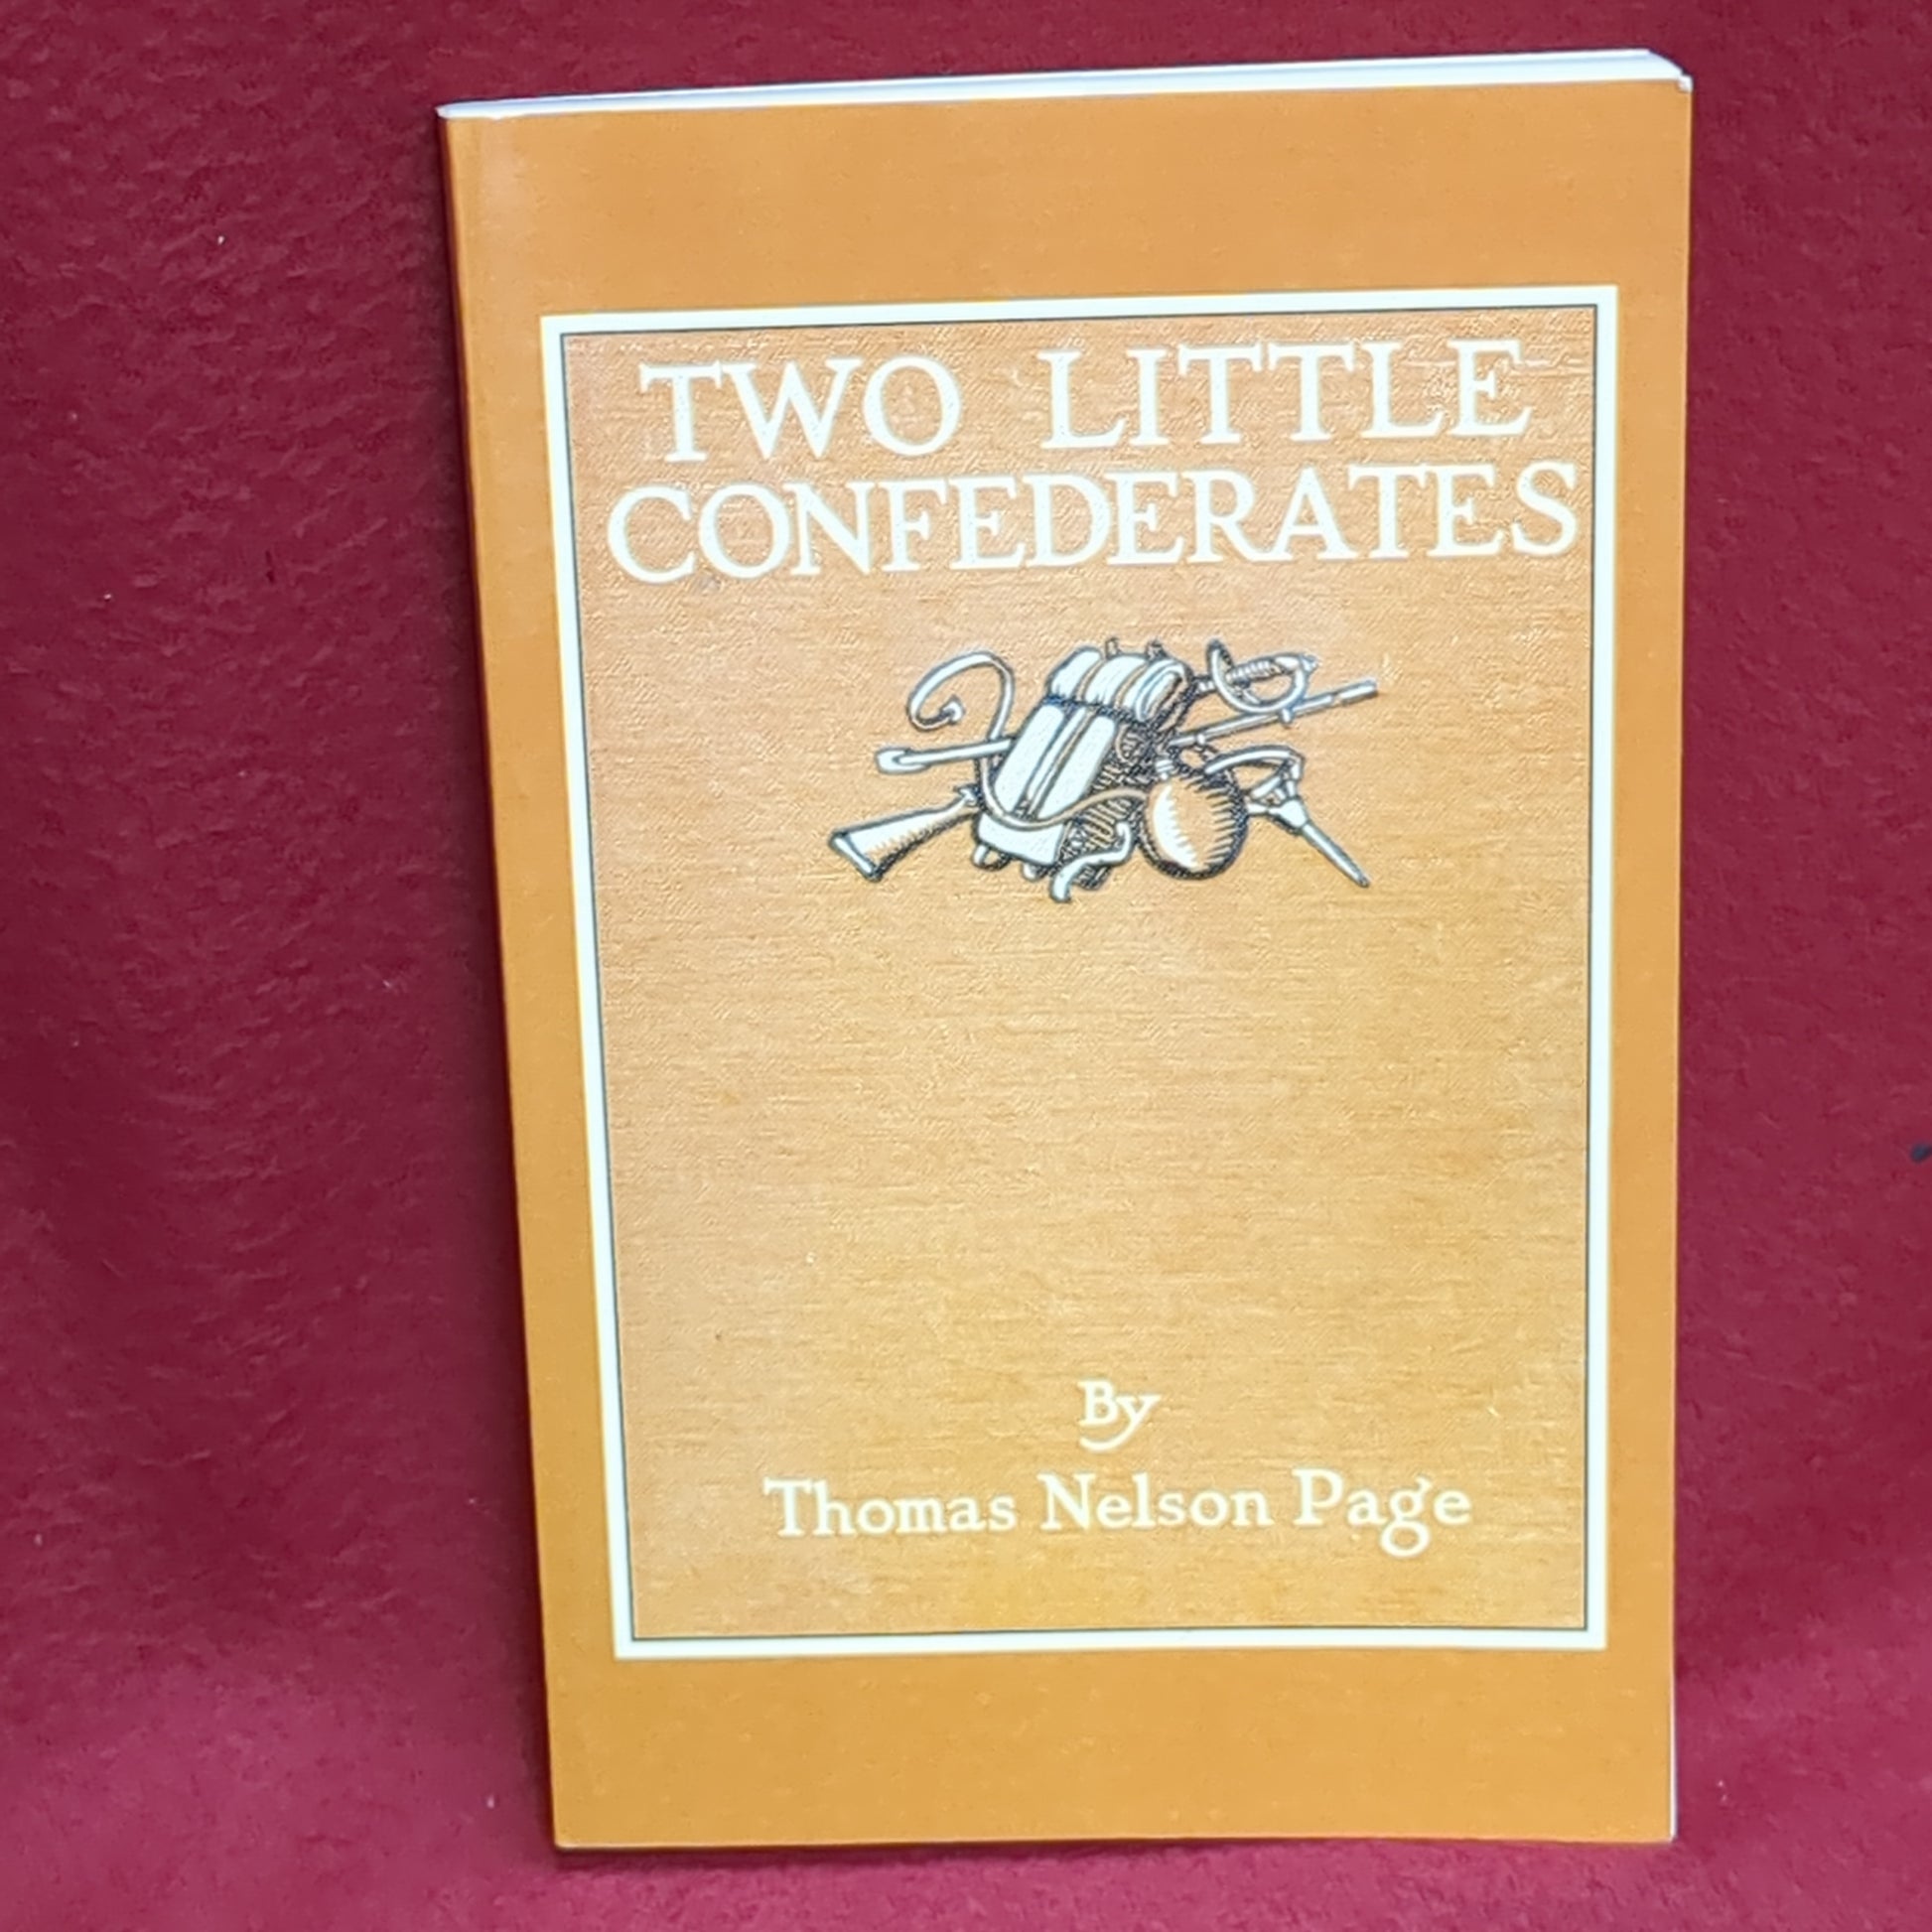 TWO LITTLE
CONFEDERATES
By
Thomas Nelson Page